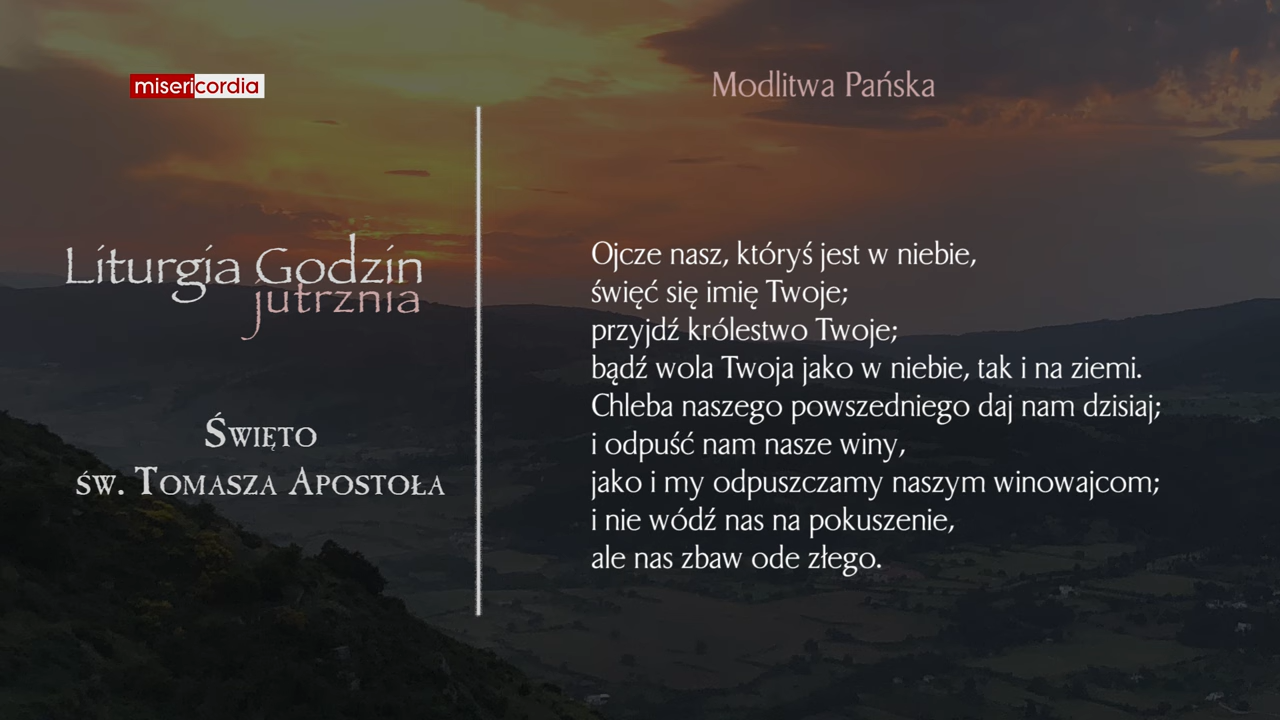 misericordia
Liturgia Godzin
jutrznia
Święto
św. Tomasza Apostoła
Modlitwa Pańska
Ojcze nasz, któryś jest w niebie,
święć się imię Twoje;
przyjdź królestwo Twoje;
bądź wola Twoja jako w niebie, tak i na ziemi.
Chleba naszego powszedniego daj nam dzisiaj;
i odpuść nam nasze winy,
jako i my odpuszczamy naszym winowajcom;
i nie wódź nas na pokuszenie,
ale nas zbaw ode złego.